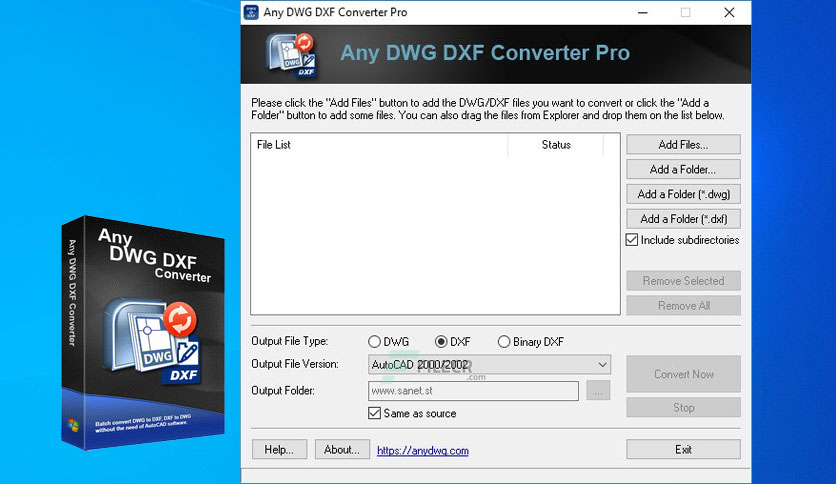 Any DWG DXF Converter Pro
Any DWG DXF Converter Pro
Please click the "Add Files" button to add the DWG/DXF files you want to convert or click the "Add a
Folder" button to add some files. You can also drag the files from Explorer and drop them on the list below.
File List
Status
Add Files...
Add a Folder...
Add a Folder (*.dwg)
Add a Folder (*.dxf)
Include subdirectories
Remove Selected
Remove All
Output File Type:
DWG
DXF
Binary DXF
Output File Version:
AutoCAD 2000/2002
FILECR
.com
Output Folder:
www.sanet.st
...
Same as source
Convert Now
Stop
Help...
About...
https://anydwg.com
Exit
DWG
DXF
Any DWG DXF Converter
Any
DWG DXF
Converter
DWG
DXF
Batch convert DWG to DXF, DXF to DWG
without the need of AutoCAD software.